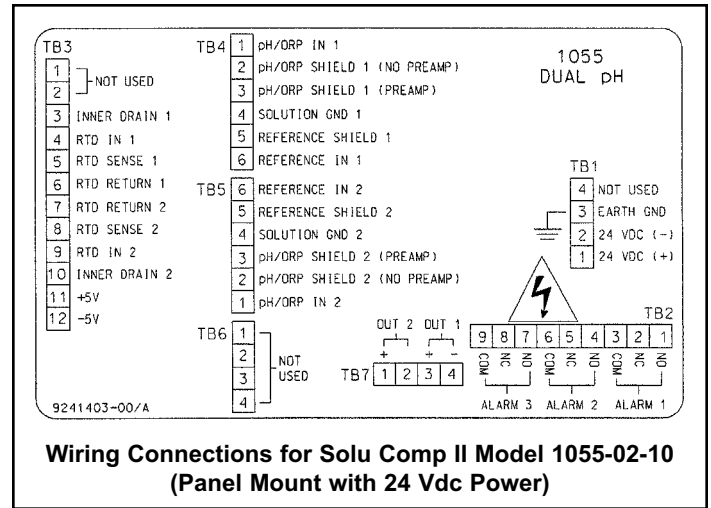 TB3
1
2
NOT USED
3 INNER DRAIN 1
4 RTD IN 1
5 RTD SENSE 1
6 RTD RETURN 1
7 RTD RETURN 2
8 RTD SENSE 2
9 RTD IN 2
10 INNER DRAIN 2
11 +5V
12 -5V
TB4
1 pH/ORP IN 1
2 pH/ORP SHIELD 1 (NO PREAMP)
3 pH/ORP SHIELD 1 (PREAMP)
4 SOLUTION GND 1
5 REFERENCE SHIELD 1
6 REFERENCE IN 1
TB5
6 REFERENCE IN 2
5 REFERENCE SHIELD 2
4 SOLUTION GND 2
3 pH/ORP SHIELD 2 (PREAMP)
2 pH/ORP SHIELD 2 (NO PREAMP)
1 pH/ORP IN 2
TB6
1
2
3
4
NOT
USED
1055
DUAL pH
TB1
4 NOT USED
3 EARTH GND
2 24 VDC (-)
1 24 VDC (+)
OUT 2 OUT 1
+ + -
TB7 1 2 3 4
TB2
9 8 7 6 5 4 3 2 1
COM NC NO COM NC NO COM NC NO
ALARM 3 ALARM 2 ALARM 1
9241403-00/A
Wiring Connections for Solu Comp II Model 1055-02-10
(Panel Mount with 24 Vdc Power)